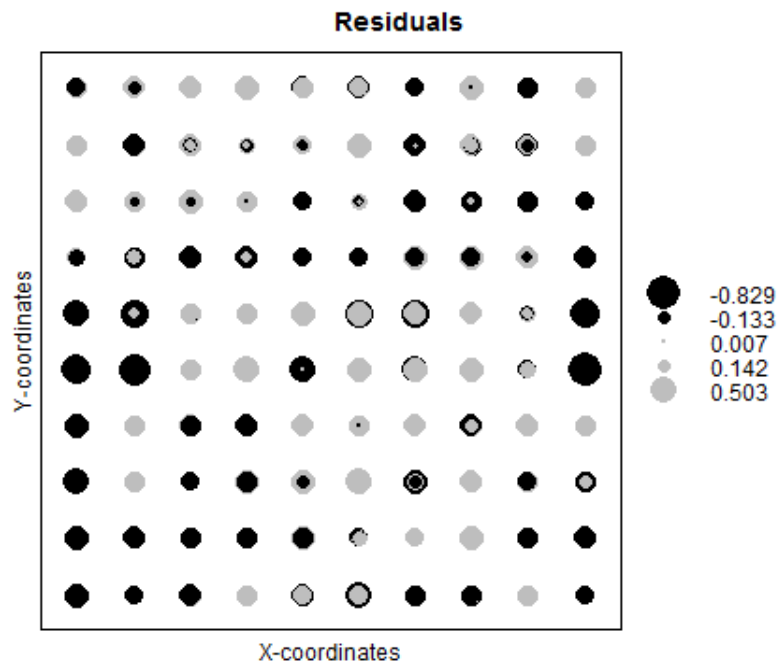 Residuals
Y-coordinates
-0.829
-0.133
0.007
0.142
0.503
X-coordinates